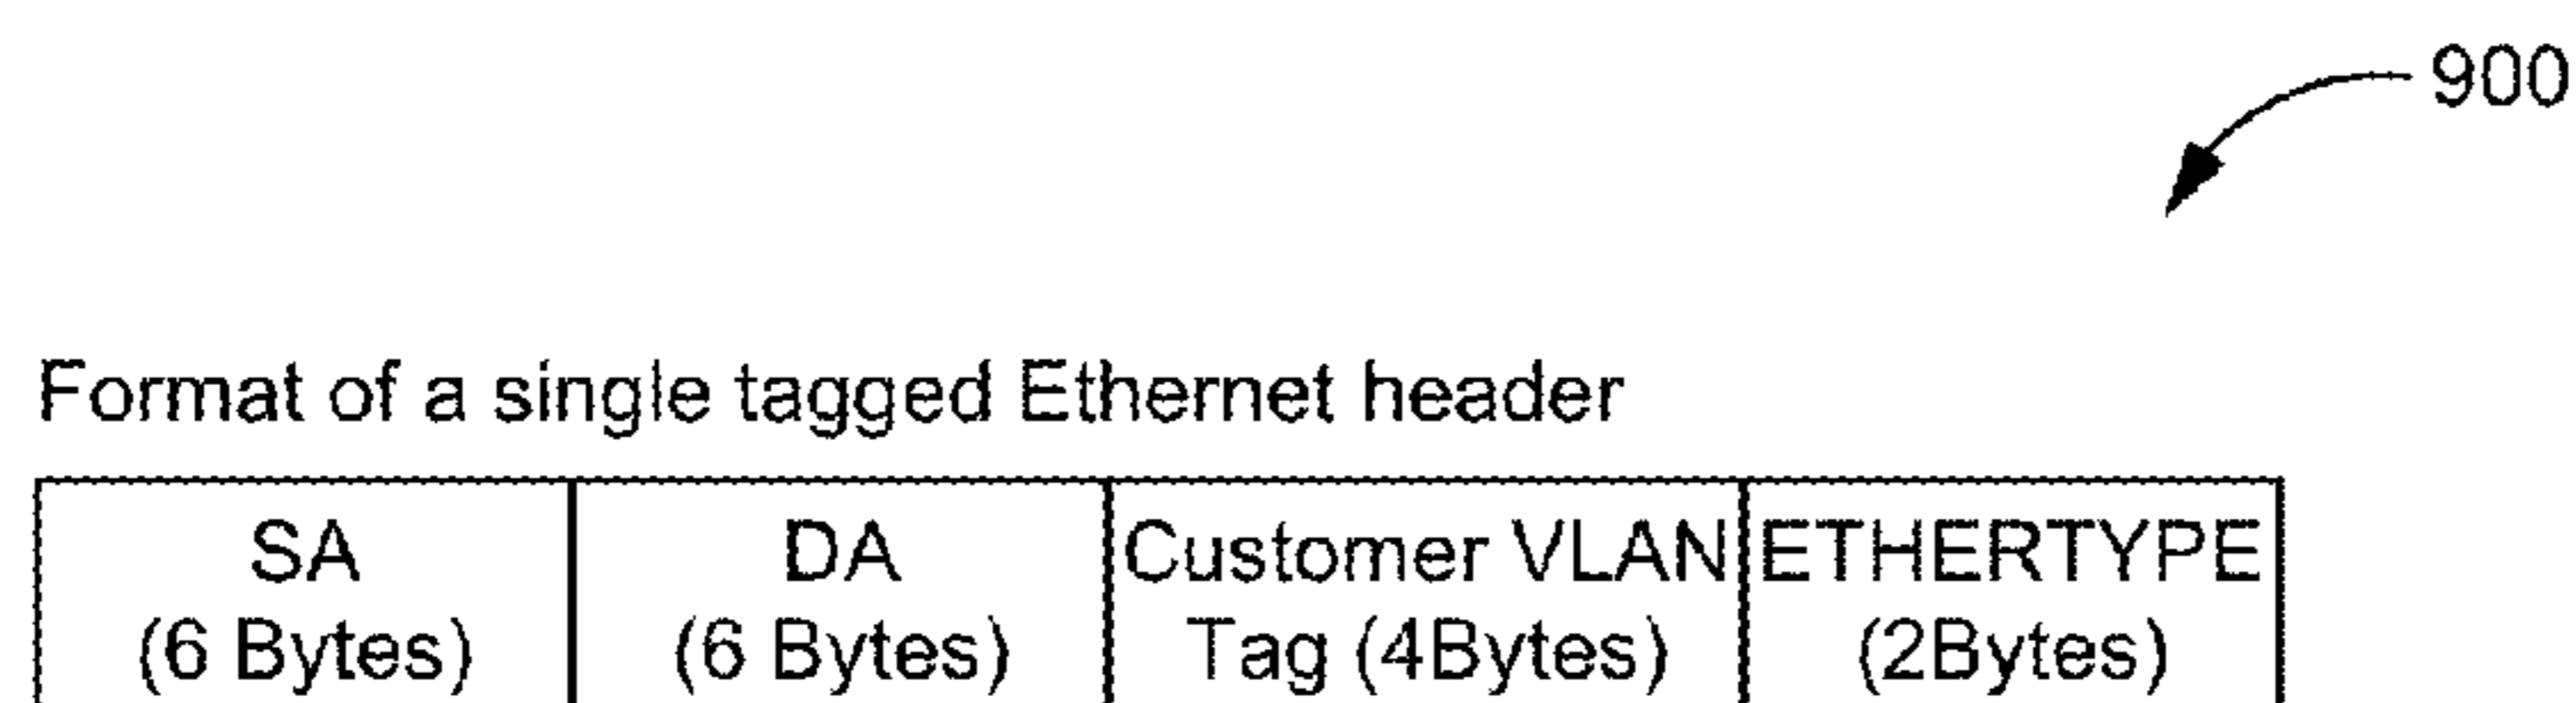 900
Format of a single tagged Ethernet header
SA DA Customer VLAN ETHERTYPE
(6 Bytes) (6 Bytes) Tag (4Bytes) (2Bytes)